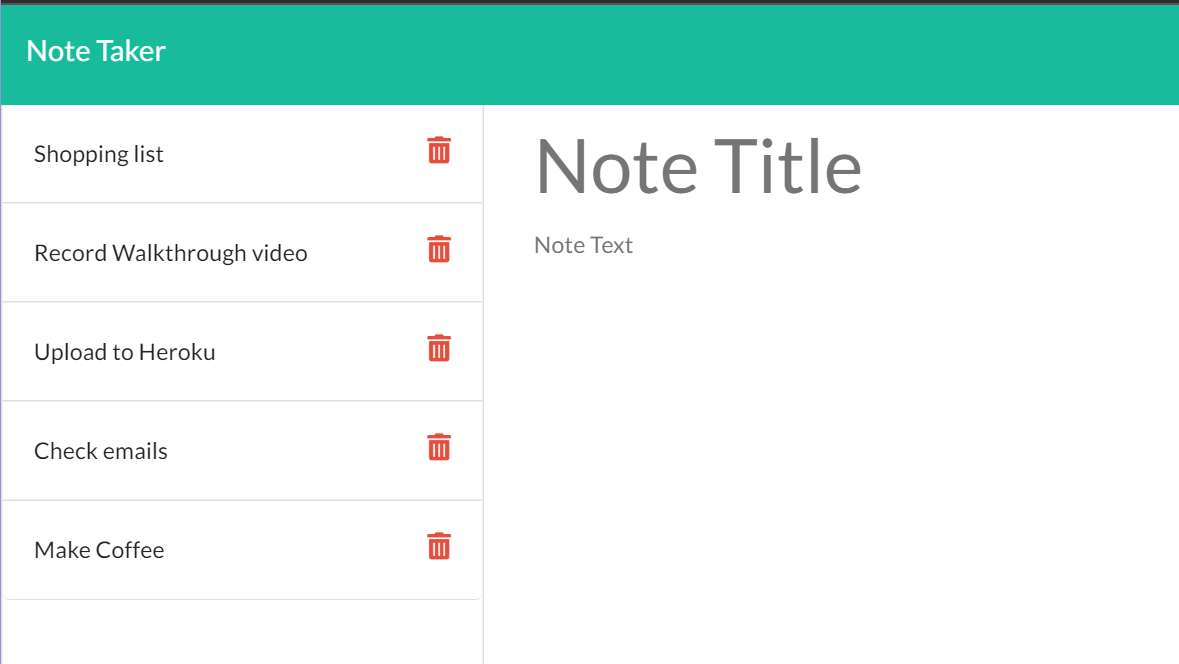 Note Taker
Shopping list
Record Walkthrough video
Upload to Heroku
Check emails
Make Coffee
Note Title
Note Text